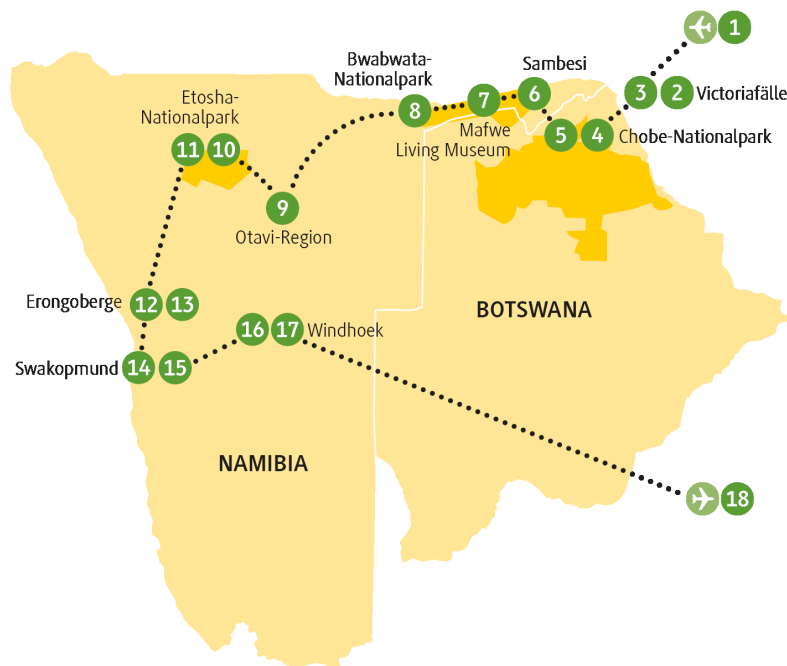 1
Bwabwata-
Nationalpark
Sambesi
Etosha-
Nationalpark
3 2 Victoriafälle
6
7
8
Mafwe
Living Museum
5 4 Chobe-Nationalpark
11 10
9
Otavi-Region
Erongoberge 12 13
BOTSWANA
16 17 Windhoek
Swakopmund 14 15
NAMIBIA
18